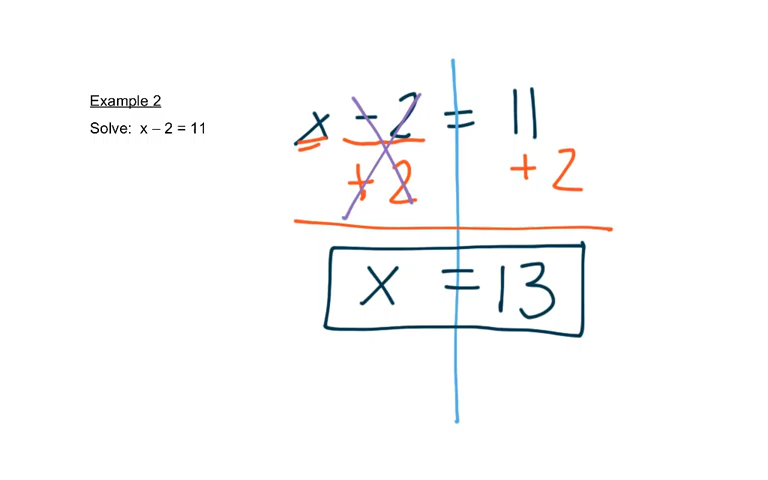 Example 2
Solve: x – 2 = 11
x - 2 = 11
+ 2 + 2
x = 13